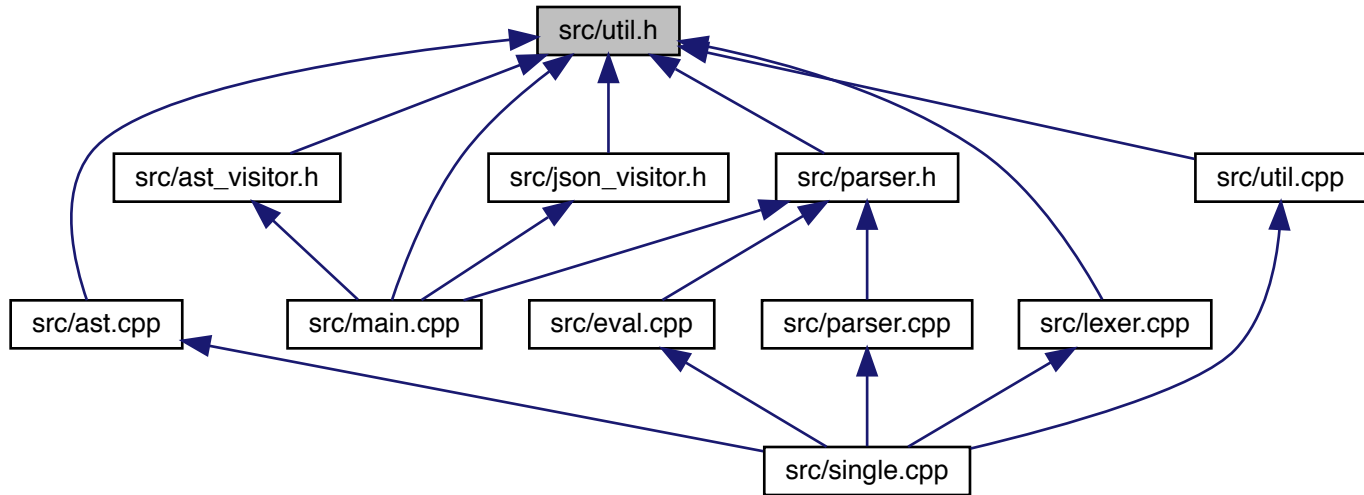 src/util.h
src/ast_visitor.h
src/json_visitor.h
src/parser.h
src/util.cpp
src/ast.cpp
src/main.cpp
src/eval.cpp
src/parser.cpp
src/lexer.cpp
src/single.cpp